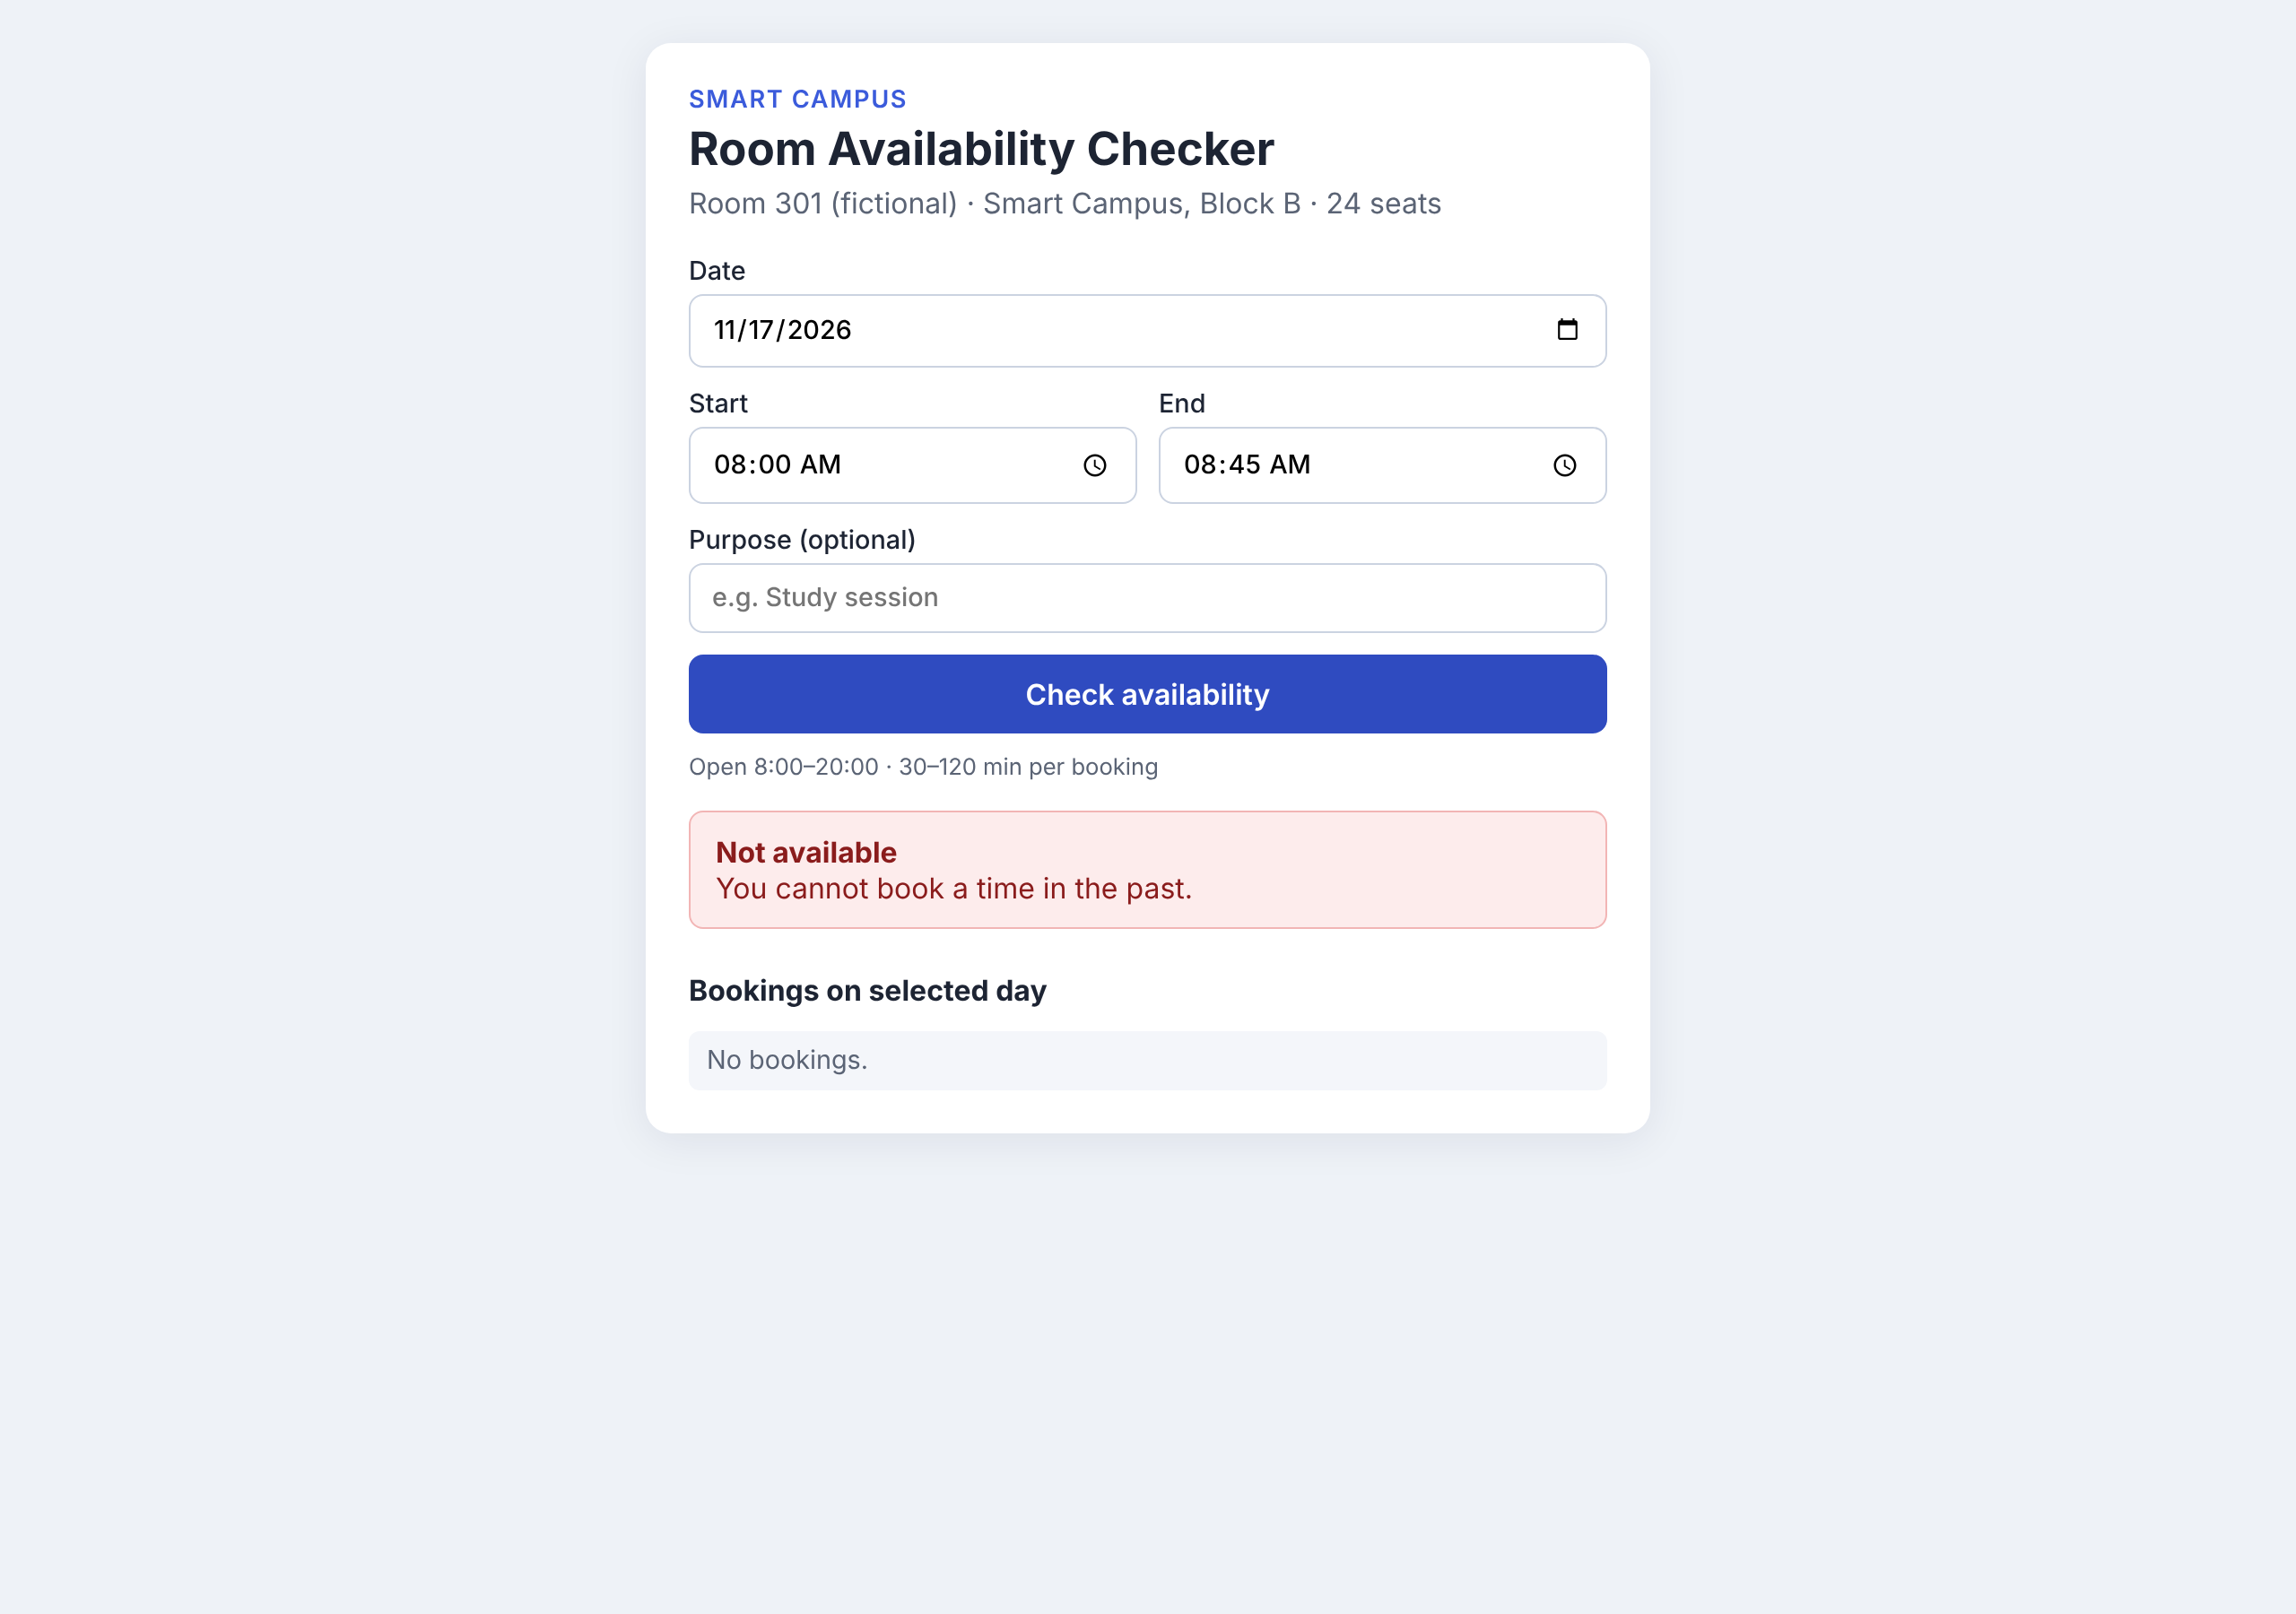 SMART CAMPUS
Room Availability Checker
Room 301 (fictional) · Smart Campus, Block B · 24 seats
Date
11/17/2026
Start
End
08:00 AM
08:45 AM
Purpose (optional)
e.g. Study session
Check availability
Open 8:00–20:00 · 30–120 min per booking
Not available
You cannot book a time in the past.
Bookings on selected day
No bookings.